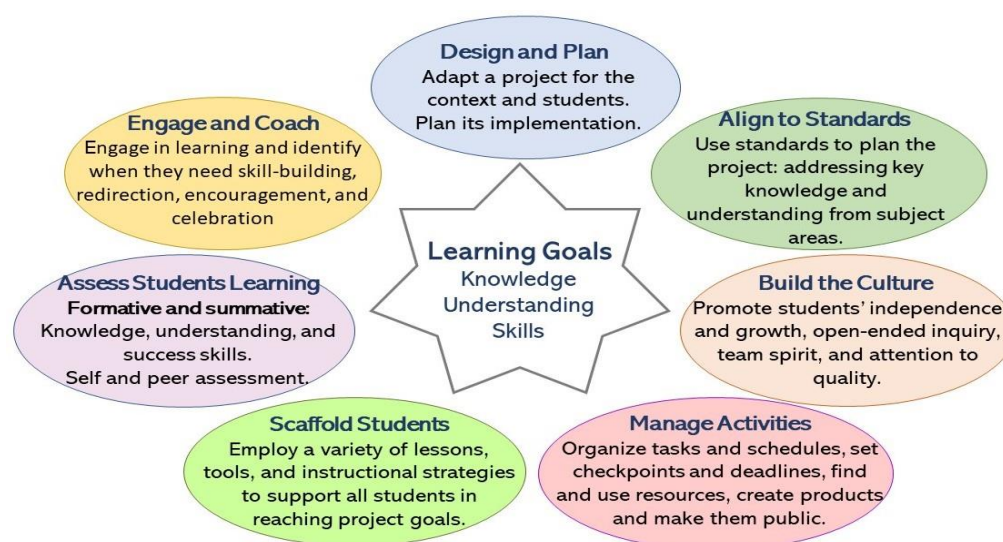 Design and Plan
Adapt a project for the
context and students.
Plan its implementation.
Engage and Coach
Engage in learning and identify
when they need skill-building,
redirection, encouragement, and
celebration
Align to Standards
Use standards to plan the
project: addressing key
knowledge and
understanding from subject
areas.
Learning Goals
Knowledge
Understanding
Skills
Assess Students Learning
Formative and summative:
Knowledge, understanding, and
success skills.
Self and peer assessment.
Build the Culture
Promote students’ independence
and growth, open-ended inquiry,
team spirit, and attention to
quality.
Scaffold Students
Employ a variety of lessons,
tools, and instructional strategies
to support all students in
reaching project goals.
Manage Activities
Organize tasks and schedules, set
checkpoints and deadlines, find
and use resources, create products
and make them public.